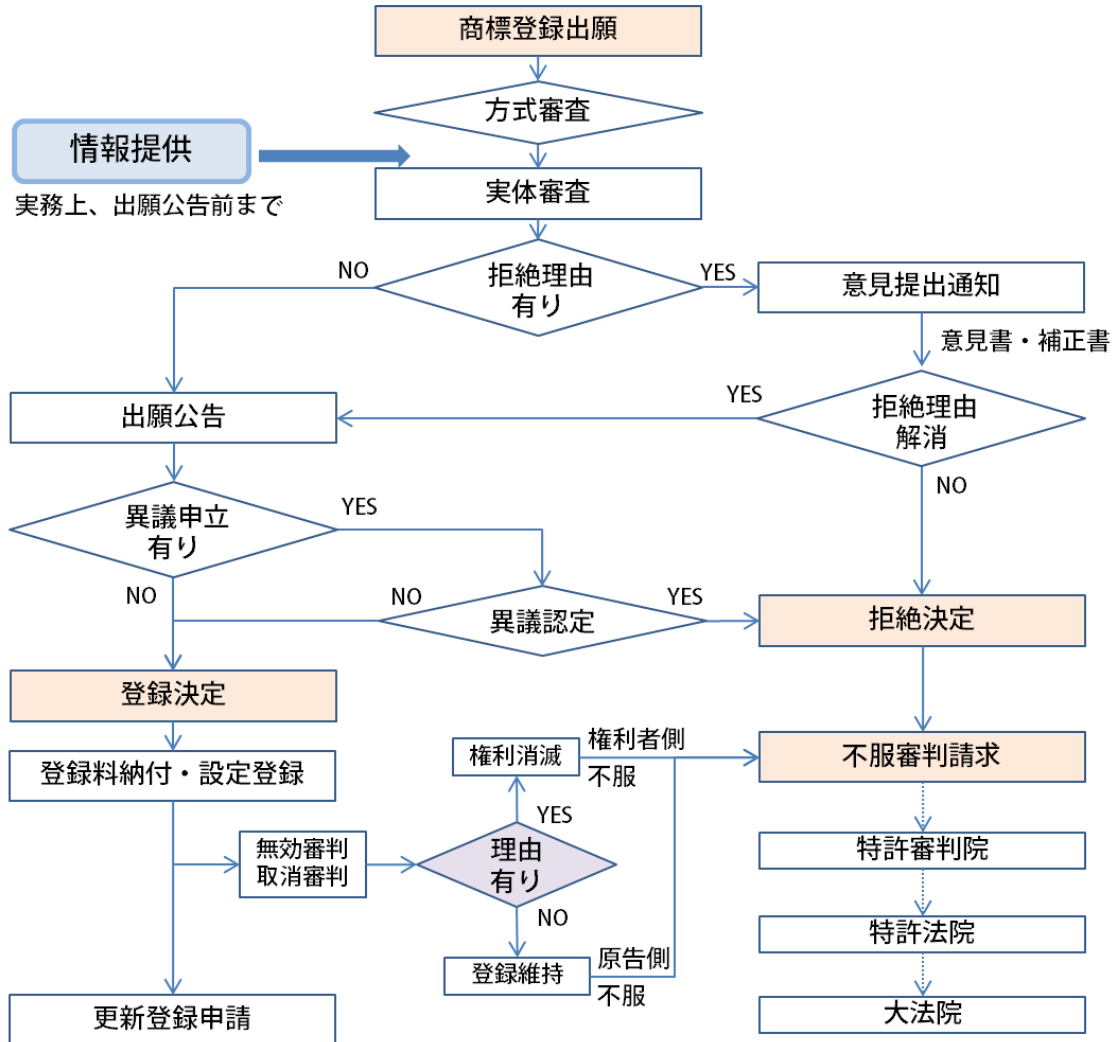 商標登録出願
方式審査
情報提供
実務上、出願公告前まで
実体審査
NO
拒絶理由
有り
YES
意見提出通知
意見書・補正書
出願公告
YES
拒絶理由
解消
NO
異議申立
有り
YES
NO
NO
異議認定
YES
拒絶決定
登録決定
登録料納付・設定登録
権利消滅
権利者側
不服
不服審判請求
YES
無効審判
取消審判
理由
有り
NO
特許審判院
登録維持
原告側
不服
特許法院
更新登録申請
大法院